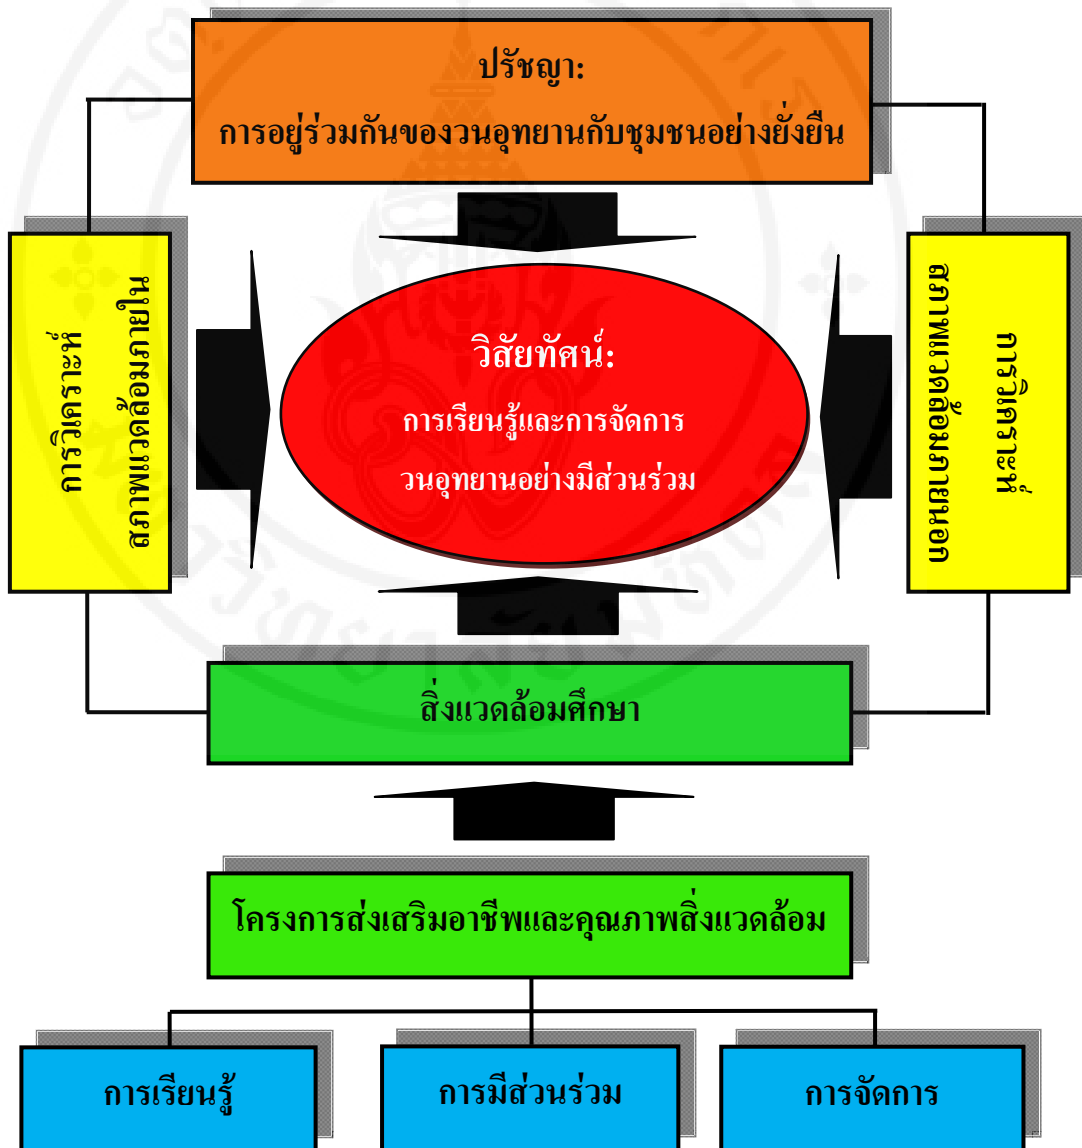 ปรัชญา:
การอยู่ร่วมกันของวนอุทยานกับชุมชนอย่างยั่งยืน
การวิเคราะห์
สภาพแวดล้อมภายใน
วิสัยทัศน์:
การเรียนรู้และการจัดการ
วนอุทยานอย่างมีส่วนร่วม
การวิเคราะห์
สภาพแวดล้อมภายนอก
สิ่งแวดล้อมศึกษา
โครงการส่งเสริมอาชีพและคุณภาพสิ่งแวดล้อม
การเรียนรู้
การมีส่วนร่วม
การจัดการ